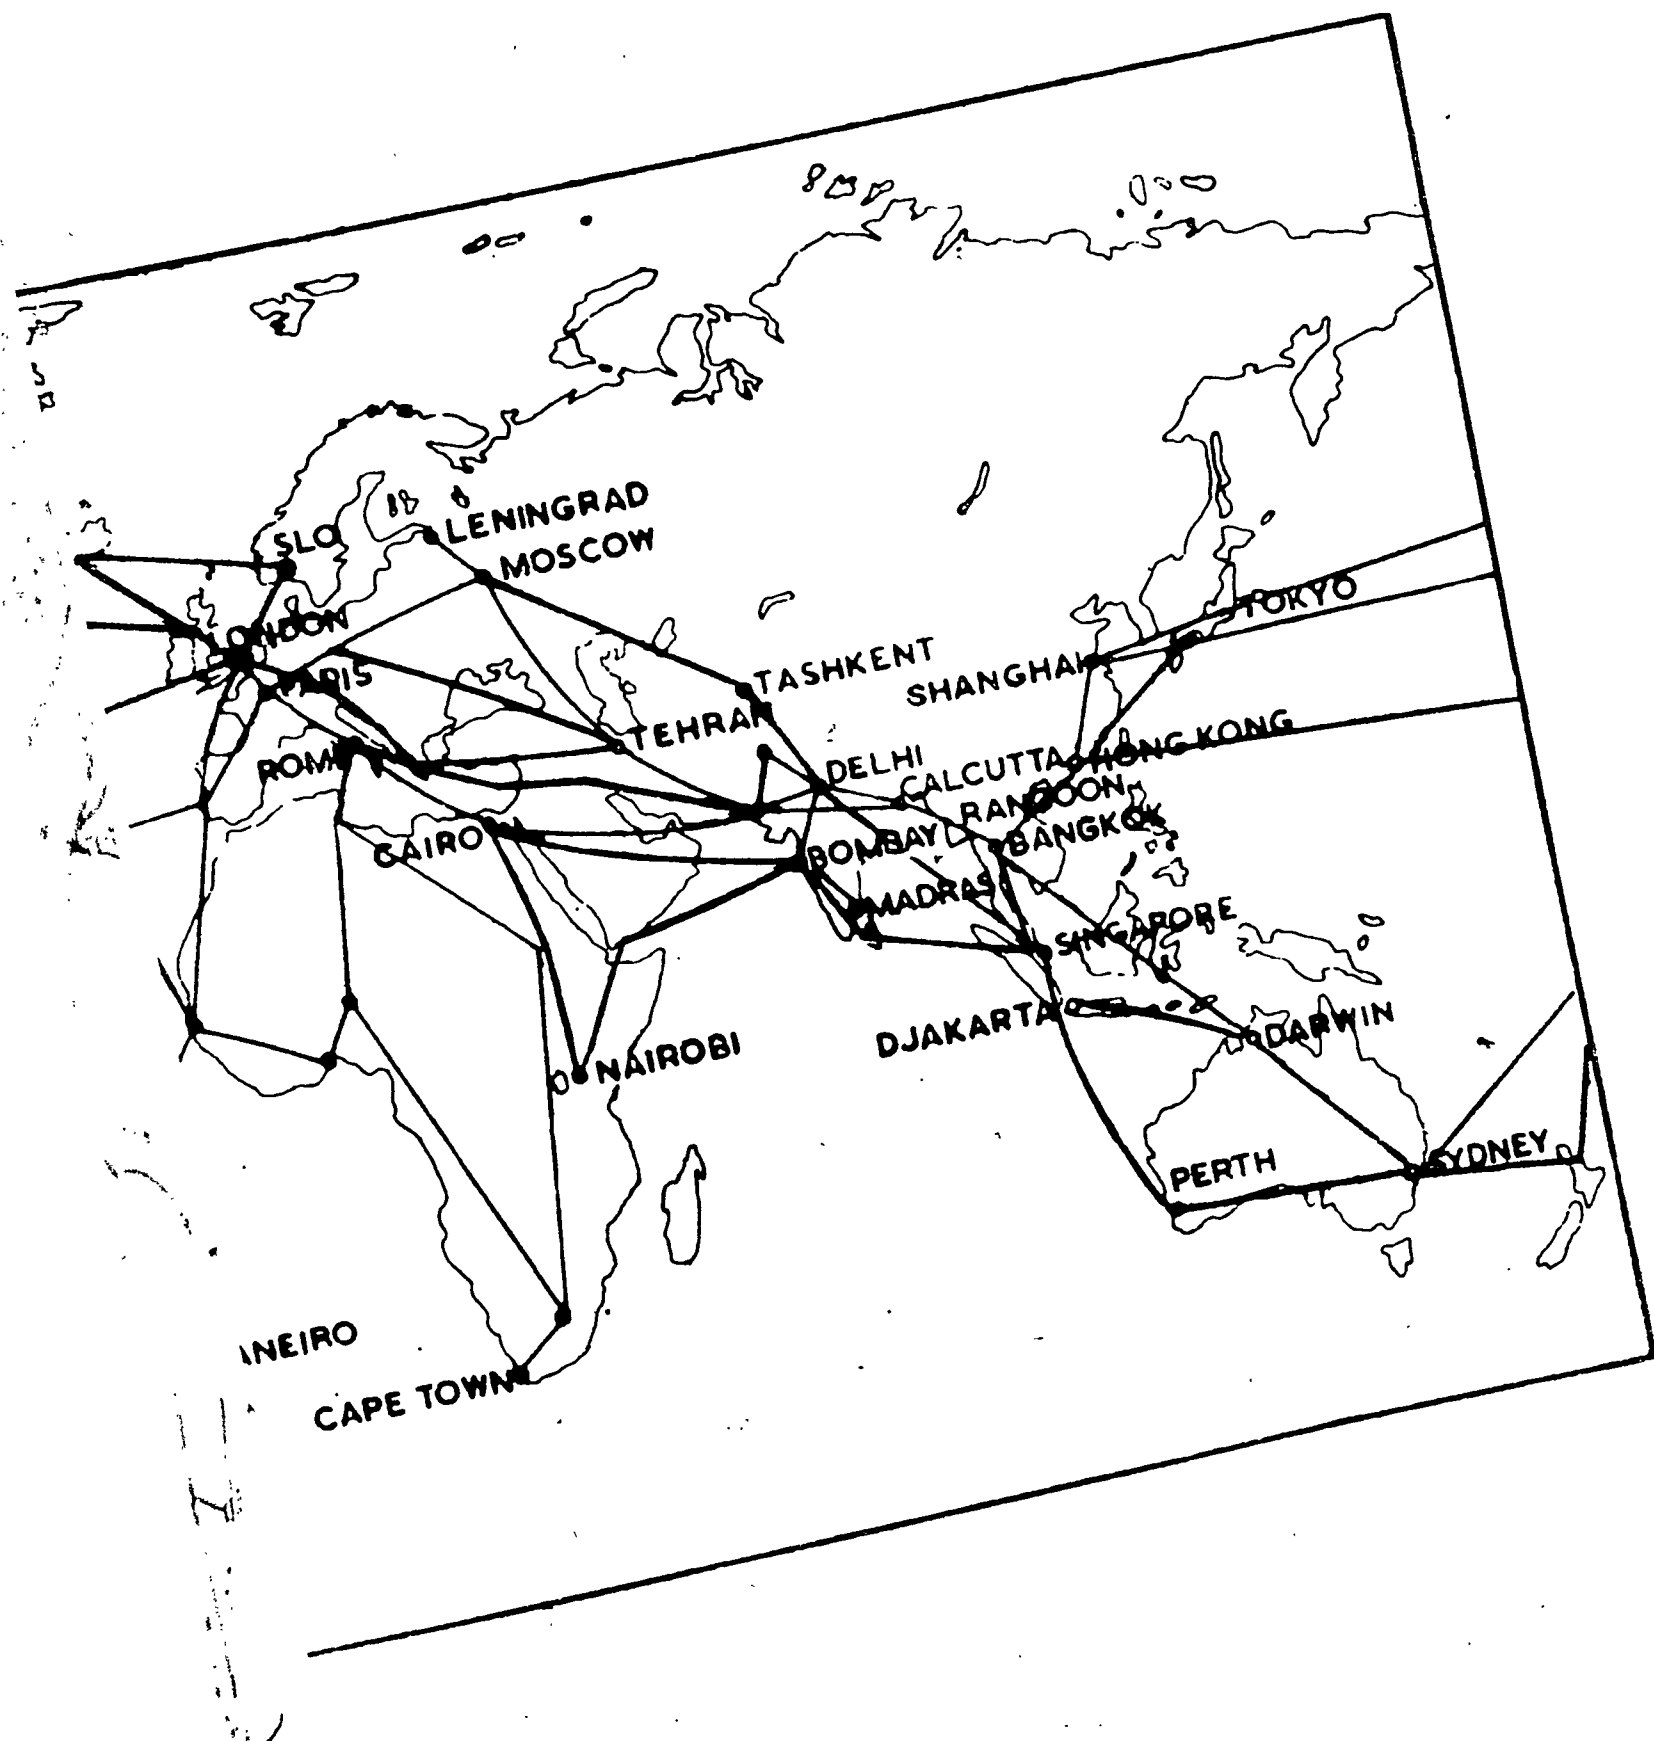 LENINGRAD
MOSCOW
SLO
LONDON
PARIS
TOKYO
TASHKENT
SHANGHAI
TEHRAN
ROM
DELHI
CALCUTTA
HONG KONG
RANGOON
CAIRO
BOMBAY
BANGKOK
MADRAS
SINGAPORE
DJAKARTA
DARWIN
NAIROBI
PERTH
SYDNEY
NEIRO
CAPE TOWN